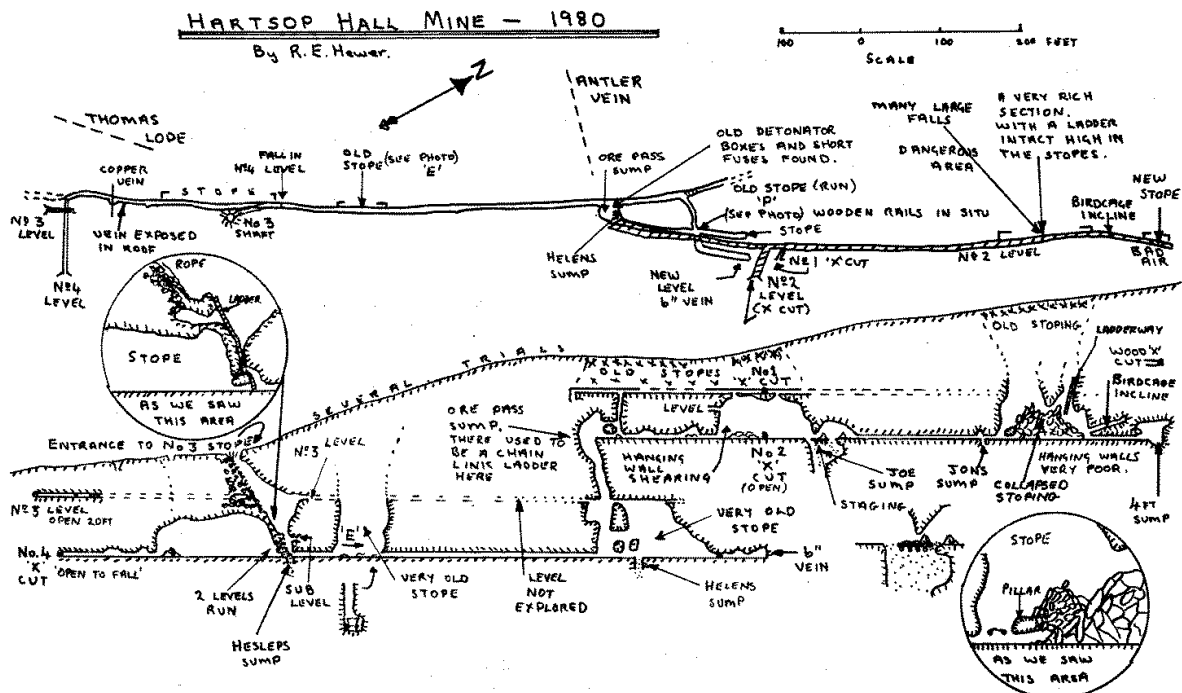 HARTSOP HALL MINE - 1980
By R.E. Hewer.
100 0 100 200 FEET
SCALE
N
THOMAS
LODE
ANTLER
VEIN
COPPER
VEIN
STOPE
FALL IN
No4 LEVEL
OLD
STOPE (SEE PHOTO)
'E'
ORE PASS
SUMP
OLD DETONATOR
BOXES AND SHORT
FUSES FOUND.
MANY LARGE
FALLS
DANGEROUS
AREA
A VERY RICH
SECTION.
WITH A LADDER
INTACT HIGH IN
THE STOPES.
OLD STOPE (RUN)
'P'
(SEE PHOTO) WOODEN RAILS IN SITU
STOPE
BIRDCAGE
INCLINE
NEW
STOPE
BAD
AIR
No 3
LEVEL
VEIN EXPOSED
IN ROOF
No 3
SHAFT
No4
LEVEL
HELENS
SUMP
NEW
LEVEL
6" VEIN
No1 'X' CUT
No2
LEVEL
(X CUT)
No2 LEVEL
ROPE
LADDER
STOPE
AS WE SAW
THIS AREA
SEVERAL TRIALS
ENTRANCE TO No3 STOPE
No3 LEVEL
ORE PASS
SUMP.
THERE USED TO
BE A CHAIN
LINK LADDER
HERE
OLD STOPES
No1
'X' CUT
LEVEL
HANGING
WALL
SHEARING
No2
'X'
CUT
(OPEN)
OLD STOPING
LADDERWAY
WOOD 'X'
CUT
BIRDCAGE
INCLINE
JOE
SUMP
STAGING
JONS
SUMP
COLLAPSED
STOPING
HANGING WALLS
VERY POOR.
4FT
SUMP
No3 LEVEL
OPEN 20FT
No.4
'X'
CUT
'OPEN TO FALL'
2 LEVELS
RUN
SUB
LEVEL
HESLEPS
SUMP
'E'
VERY OLD
STOPE
LEVEL
NOT
EXPLORED
VERY OLD
STOPE
HELENS
SUMP
6"
VEIN
STOPE
PILLAR
AS WE SAW
THIS AREA